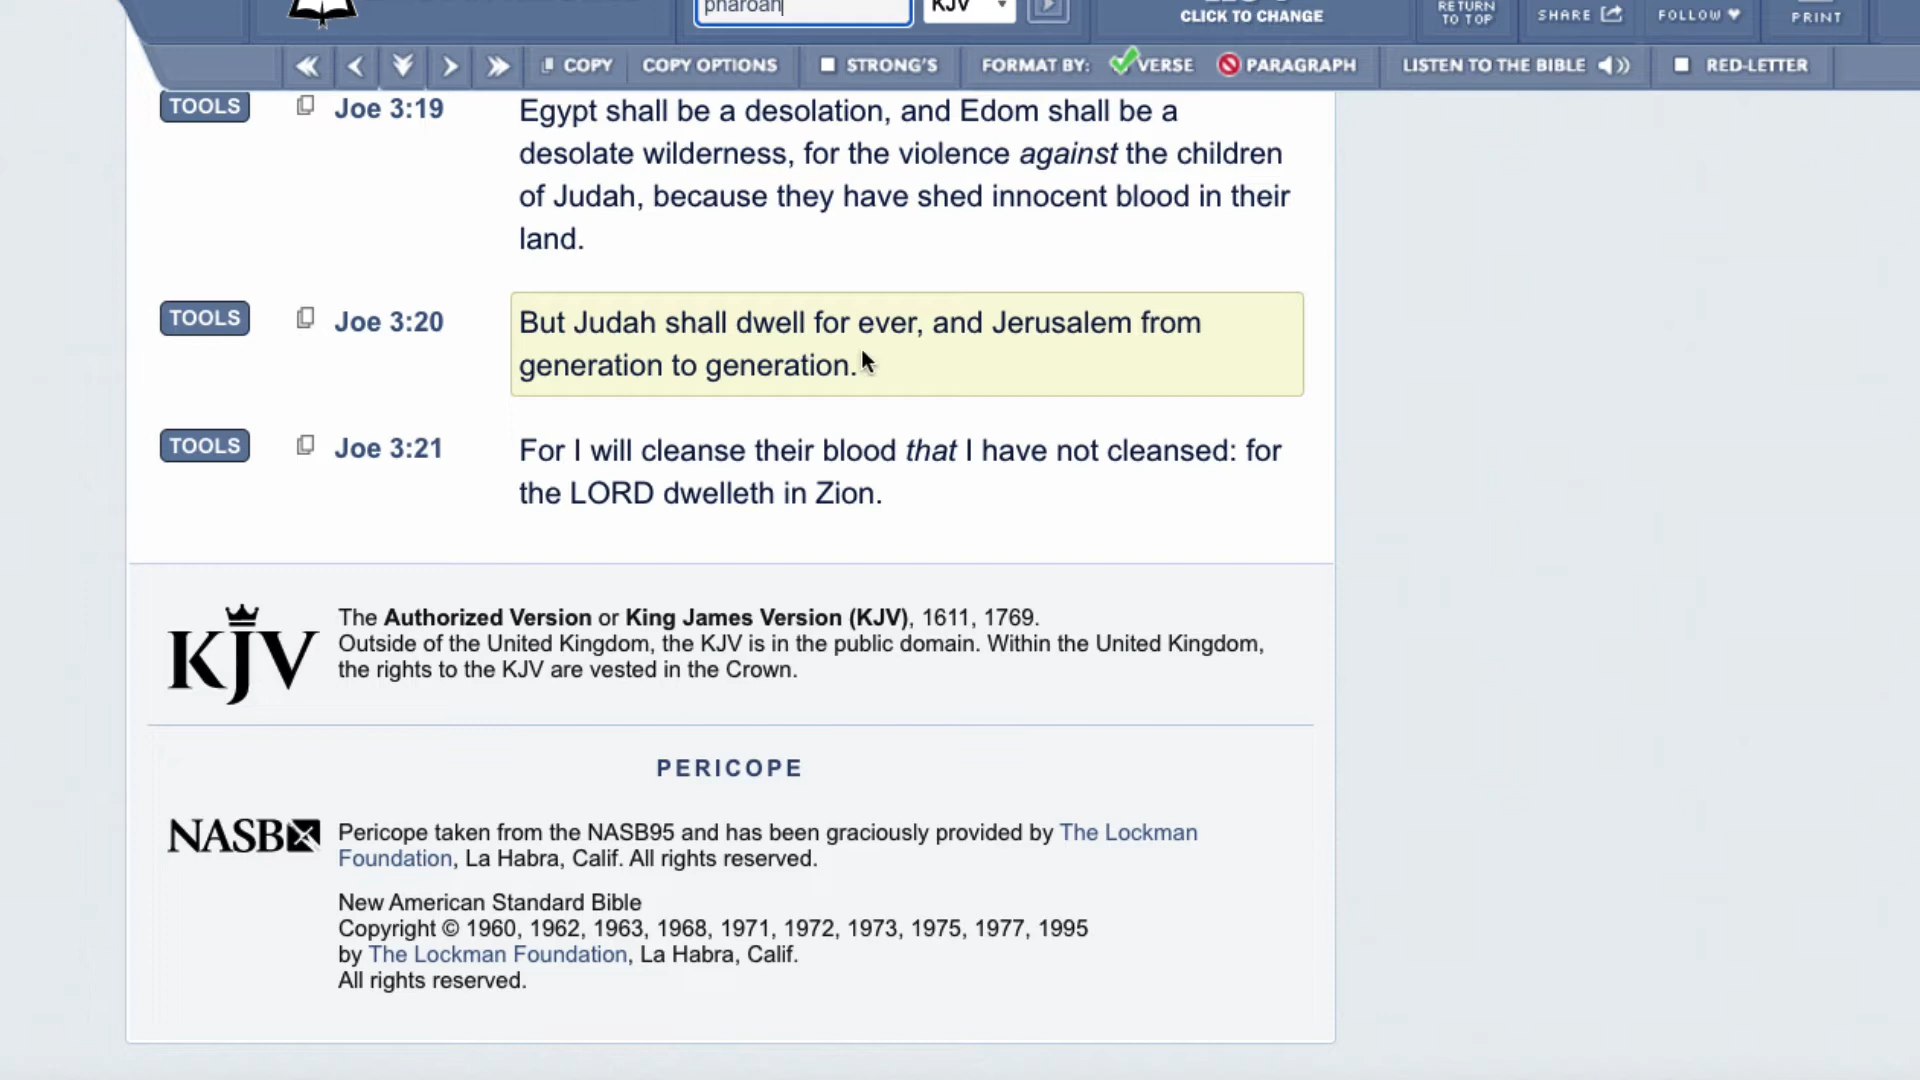 pharoah
KJV
CLICK TO CHANGE
RETURN
TO TOP
SHARE
FOLLOW
PRINT
COPY
COPY OPTIONS
STRONG'S
FORMAT BY:
VERSE
PARAGRAPH
LISTEN TO THE BIBLE
RED-LETTER
TOOLS
Joe 3:19
Egypt shall be a desolation, and Edom shall be a
desolate wilderness, for the violence against the children
of Judah, because they have shed innocent blood in their
land.
TOOLS
Joe 3:20
But Judah shall dwell for ever, and Jerusalem from
generation to generation.
TOOLS
Joe 3:21
For I will cleanse their blood that I have not cleansed: for
the LORD dwelleth in Zion.
KJV
The Authorized Version or King James Version (KJV), 1611, 1769.
Outside of the United Kingdom, the KJV is in the public domain. Within the United Kingdom,
the rights to the KJV are vested in the Crown.
PERICOPE
NASB
Pericope taken from the NASB95 and has been graciously provided by The Lockman
Foundation, La Habra, Calif. All rights reserved.
New American Standard Bible
Copyright © 1960, 1962, 1963, 1968, 1971, 1972, 1973, 1975, 1977, 1995
by The Lockman Foundation, La Habra, Calif.
All rights reserved.